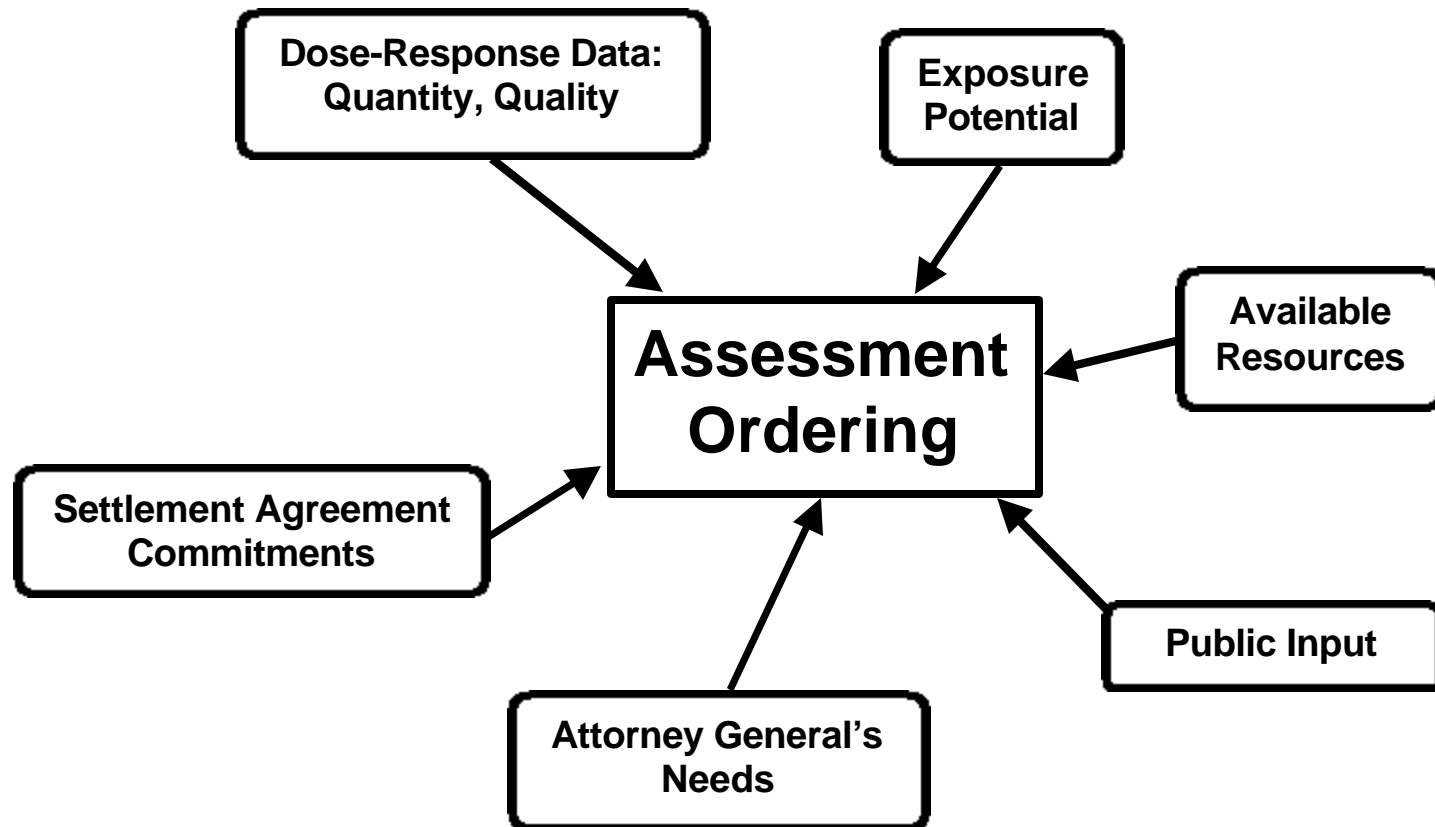 Dose-Response Data:
Quantity, Quality
Exposure
Potential
Available
Resources
Assessment
Ordering
Settlement Agreement
Commitments
Public Input
Attorney General’s
Needs